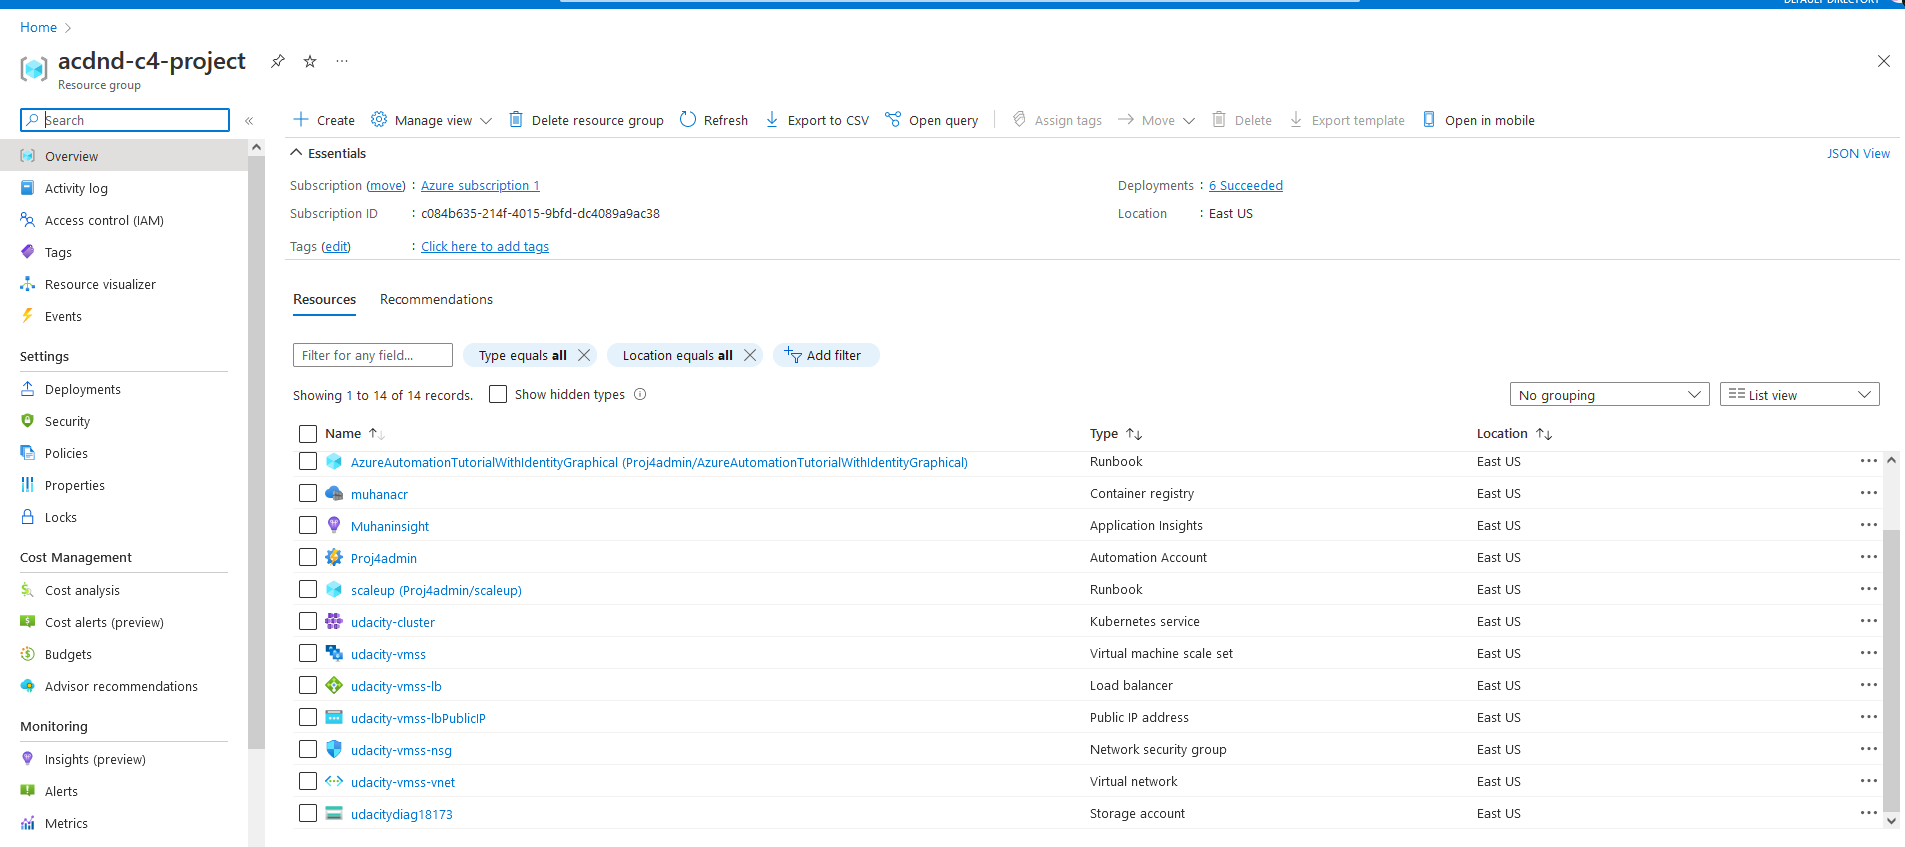 DEFAULT DIRECTORY
Home
acdnd-c4-project
Resource group
Search
Create Manage view Delete resource group Refresh Export to CSV Open query Assign tags Move Delete Export template Open in mobile
Overview
Activity log
Access control (IAM)
Tags
Resource visualizer
Events
Settings
Deployments
Security
Policies
Properties
Locks
Cost Management
Cost analysis
Cost alerts (preview)
Budgets
Advisor recommendations
Monitoring
Insights (preview)
Alerts
Metrics
Essentials JSON View
Subscription (move) : Azure subscription 1 Deployments : 6 Succeeded
Subscription ID : c084b635-214f-4015-9bfd-dc4089a9ac38 Location : East US
Tags (edit) : Click here to add tags
Resources Recommendations
Filter for any field... Type equals all Location equals all Add filter
Showing 1 to 14 of 14 records. Show hidden types No grouping List view
Name Type Location
AzureAutomationTutorialWithIdentityGraphical (Proj4admin/AzureAutomationTutorialWithIdentityGraphical) Runbook East US
muhanacr Container registry East US
Muhaninsight Application Insights East US
Proj4admin Automation Account East US
scaleup (Proj4admin/scaleup) Runbook East US
udacity-cluster Kubernetes service East US
udacity-vmss Virtual machine scale set East US
udacity-vmss-lb Load balancer East US
udacity-vmss-lbPublicIP Public IP address East US
udacity-vmss-nsg Network security group East US
udacity-vmss-vnet Virtual network East US
udacitydiag18173 Storage account East US